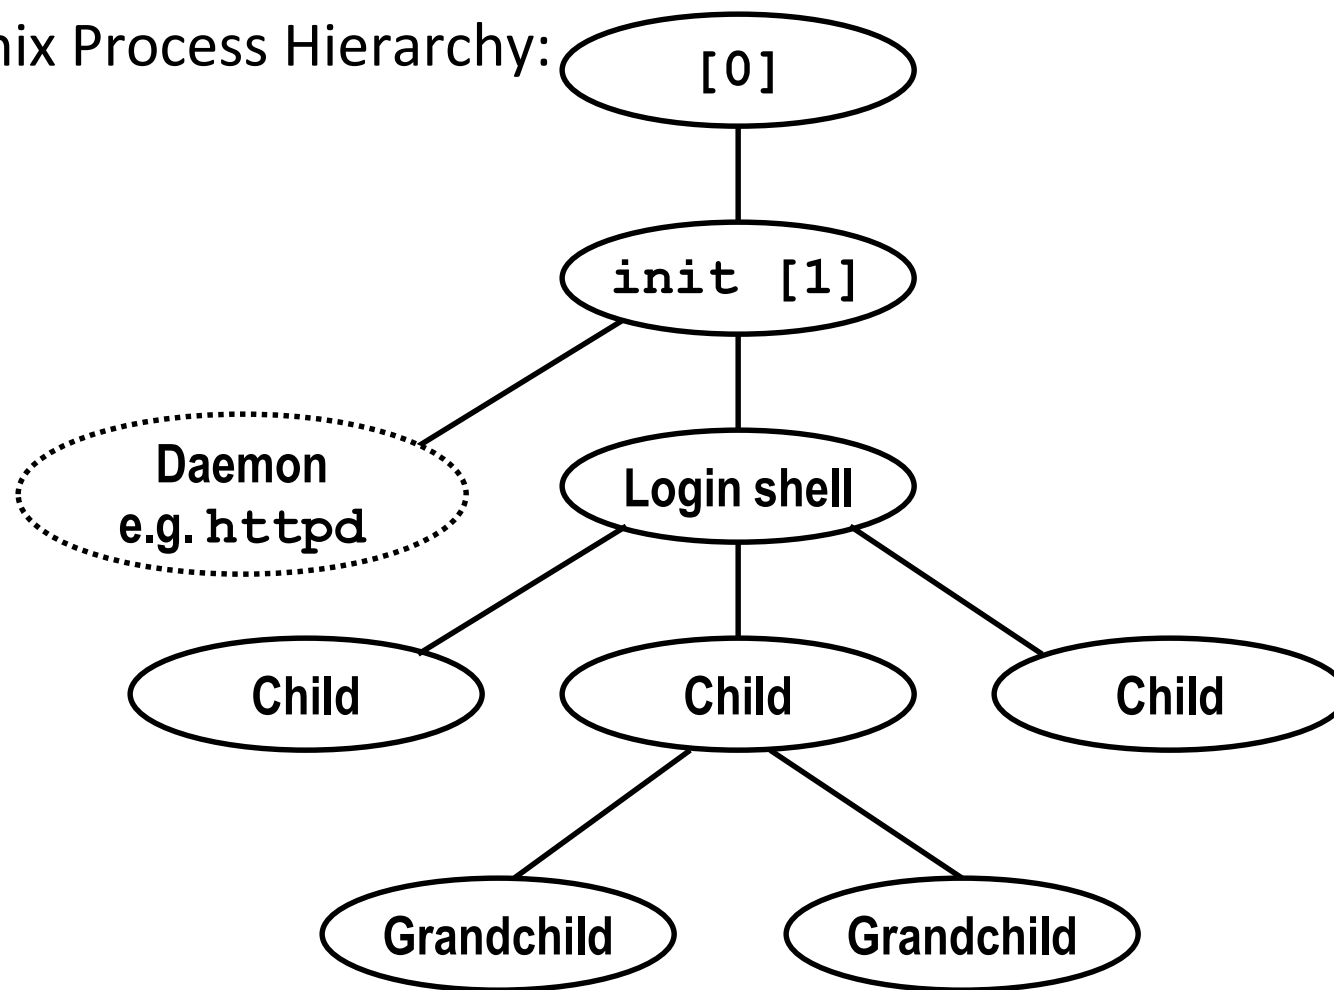 nix Process Hierarchy:
[0]
init [1]
Daemon
e.g. httpd
Login shell
Child
Child
Child
Grandchild
Grandchild